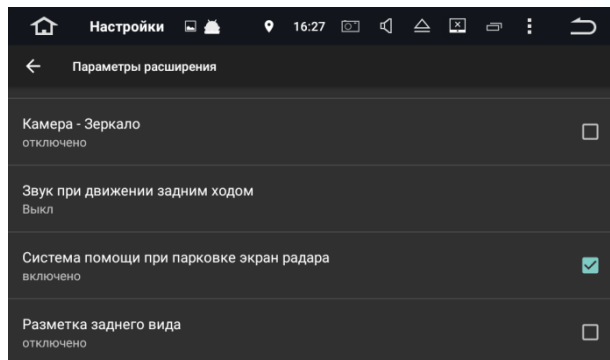 Настройки 16:27
Параметры расширения
Камера - Зеркало
отключено
Звук при движении задним ходом
Выкл
Система помощи при парковке экран радара
включено
Разметка заднего вида
отключено